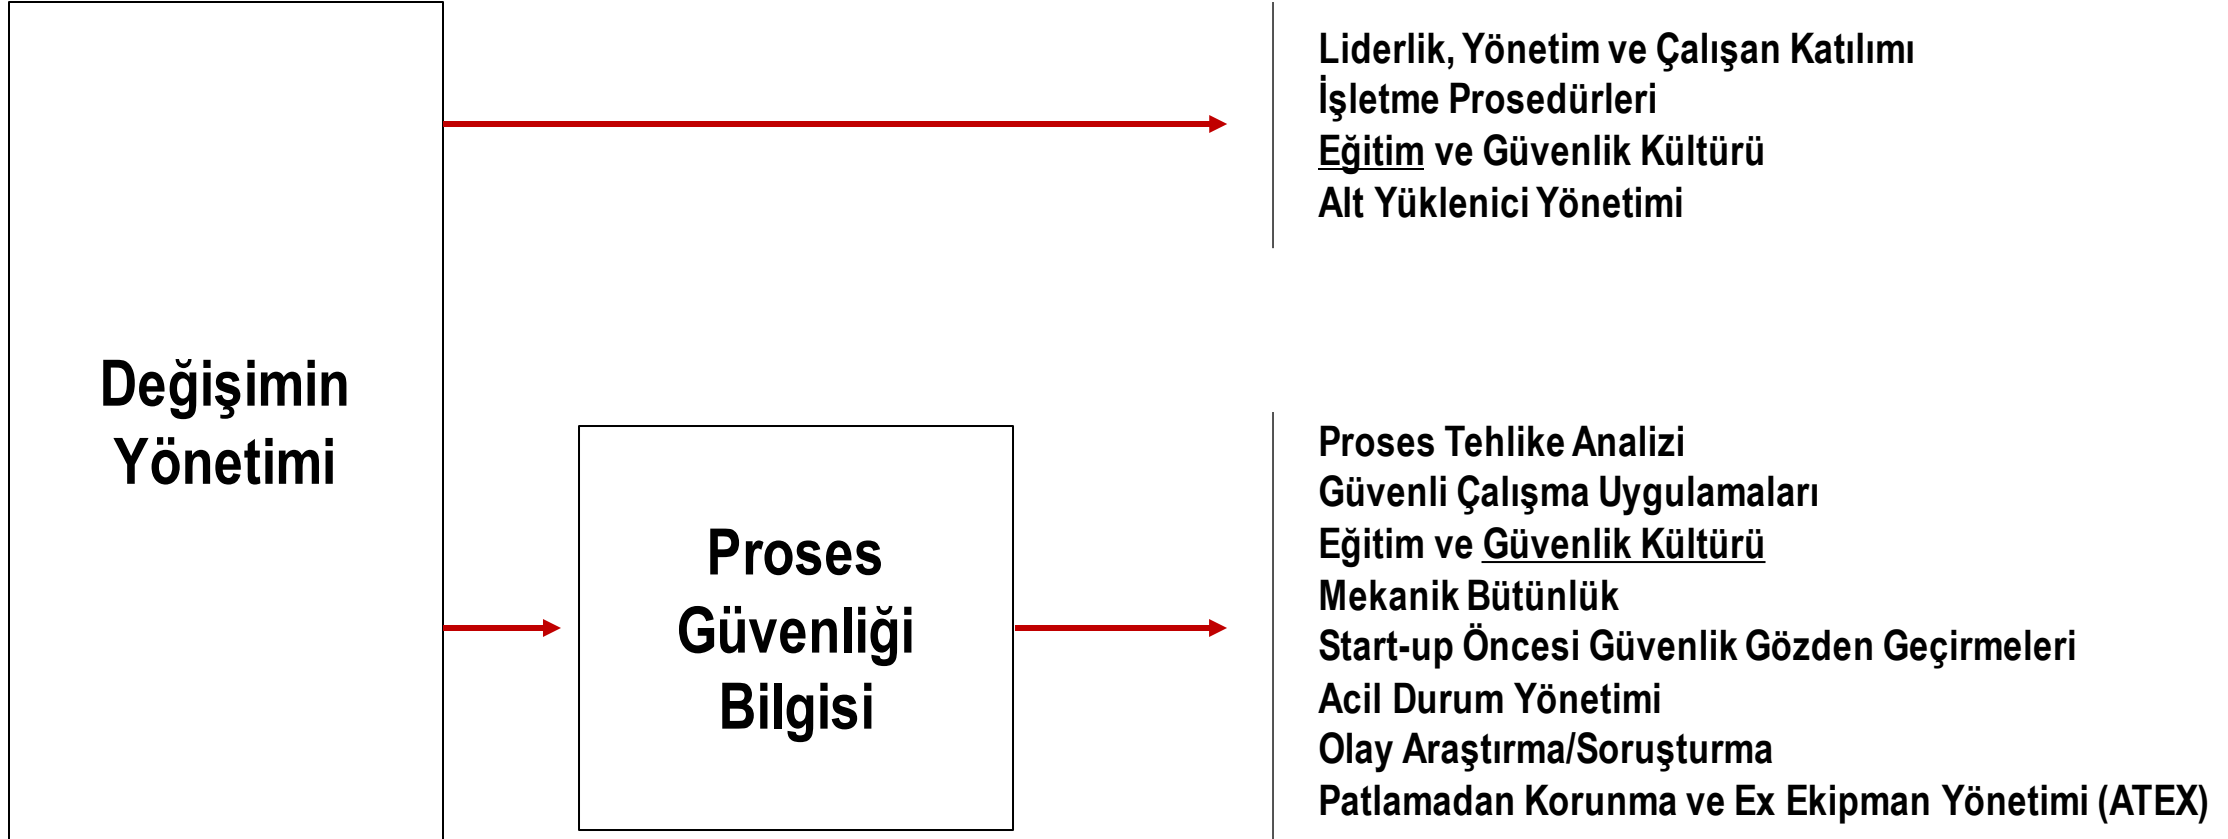 Değişimin
Yönetimi
Liderlik, Yönetim ve Çalışan Katılımı
İşletme Prosedürleri
Eğitim ve Güvenlik Kültürü
Alt Yüklenici Yönetimi
Proses
Güvenliği
Bilgisi
Proses Tehlike Analizi
Güvenli Çalışma Uygulamaları
Eğitim ve Güvenlik Kültürü
Mekanik Bütünlük
Start-up Öncesi Güvenlik Gözden Geçirmeleri
Acil Durum Yönetimi
Olay Araştırma/Soruşturma
Patlamadan Korunma ve Ex Ekipman Yönetimi (ATEX)